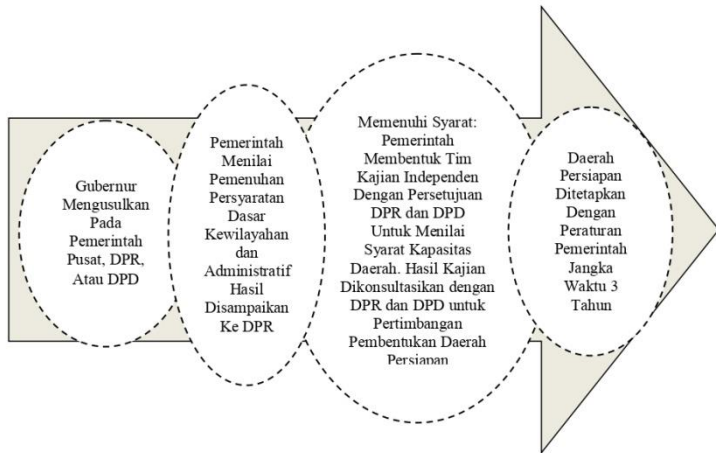 Gubernur
Mengusulkan
Pada
Pemerintah
Pusat, DPR,
Atau DPD
Pemerintah
Menilai
Pemenuhan
Persyaratan
Dasar
Kewilayahan
dan
Administratif
Hasil
Disampaikan
Ke DPR
Memenuhi Syarat:
Pemerintah
Membentuk Tim
Kajian Independen
Dengan Persetujuan
DPR dan DPD
Untuk Menilai
Syarat Kapasitas
Daerah. Hasil Kajian
Dikonsultasikan dengan
DPR dan DPD untuk
Pertimbangan
Pembentukan Daerah
Persiapan
Daerah
Persiapan
Ditetapkan
Dengan
Peraturan
Pemerintah
Jangka
Waktu 3
Tahun